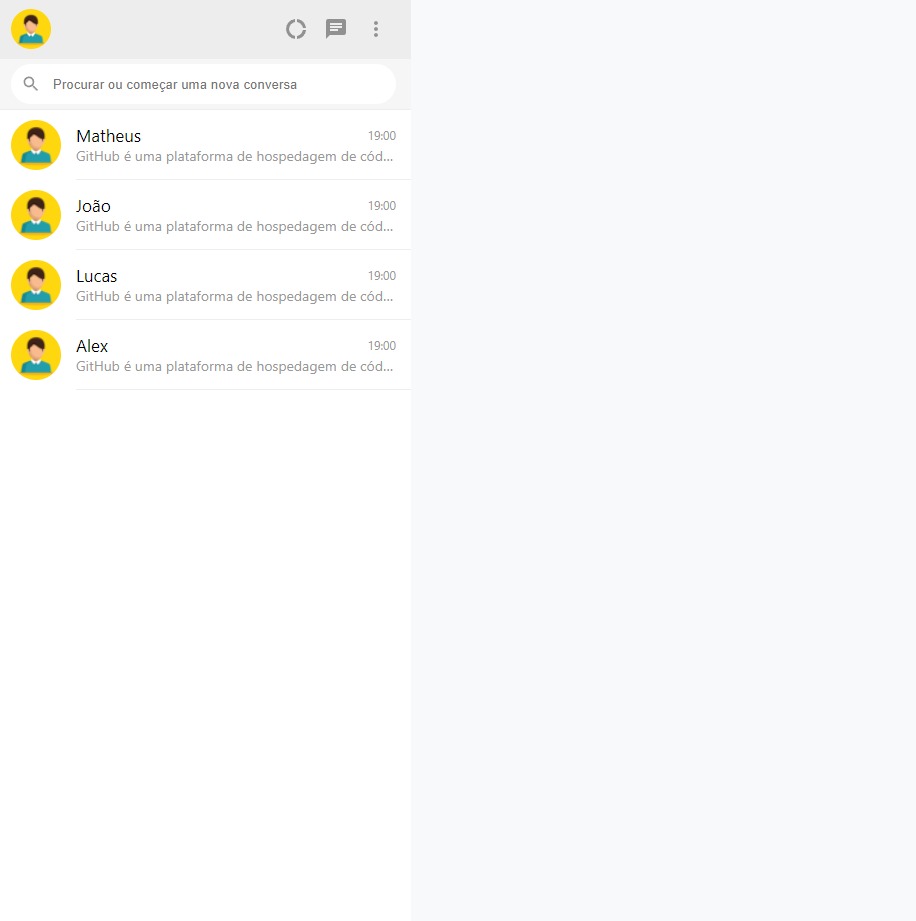 Procurar ou começar uma nova conversa
Matheus 19:00
GitHub é uma plataforma de hospedagem de cód...
João 19:00
GitHub é uma plataforma de hospedagem de cód...
Lucas 19:00
GitHub é uma plataforma de hospedagem de cód...
Alex 19:00
GitHub é uma plataforma de hospedagem de cód...